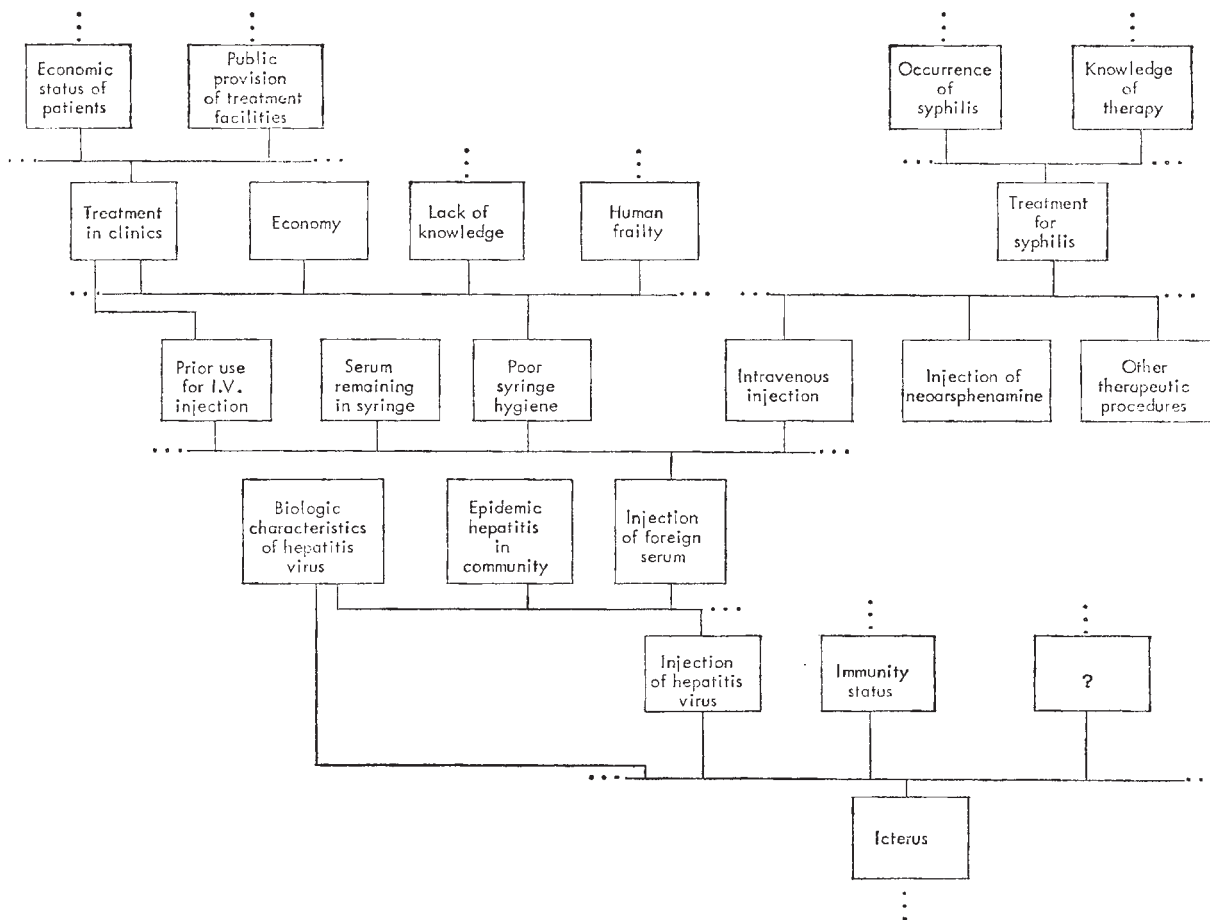 Economic
status of
patients
Public
provision
of treatment
facilities
Occurrence
of
syphilis
Knowledge
of
therapy
Treatment
in clinics
Economy
Lack of
knowledge
Human
frailty
Treatment
for
syphilis
Prior use
for I.V.
injection
Serum
remaining
in syringe
Poor
syringe
hygiene
Intravenous
injection
Injection of
neoarsphenamine
Other
therapeutic
procedures
Biologic
characteristics
of hepatitis
virus
Epidemic
hepatitis
in
community
Injection
of foreign
serum
Injection
of hepatitis
virus
Immunity
status
?
Icterus